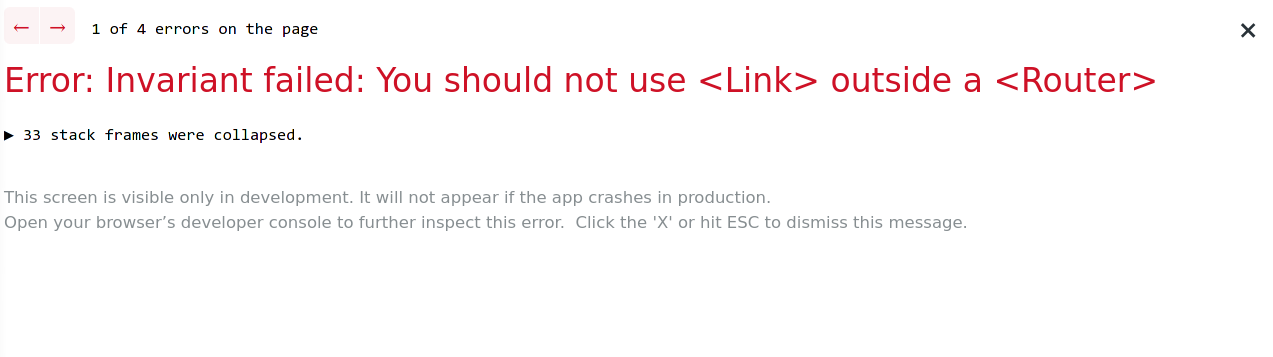 ← → 1 of 4 errors on the page ×
Error: Invariant failed: You should not use <Link> outside a <Router>
▶ 33 stack frames were collapsed.
This screen is visible only in development. It will not appear if the app crashes in production.
Open your browser’s developer console to further inspect this error.  Click the 'X' or hit ESC to dismiss this message.